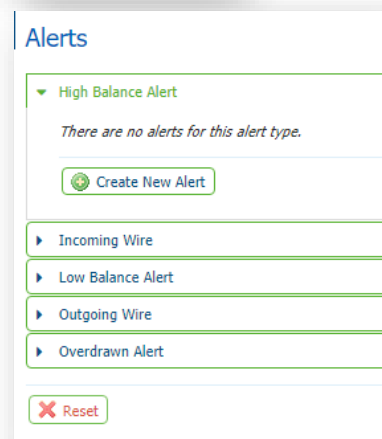 Alerts
High Balance Alert
There are no alerts for this alert type.
Create New Alert
Incoming Wire
Low Balance Alert
Outgoing Wire
Overdrawn Alert
Reset